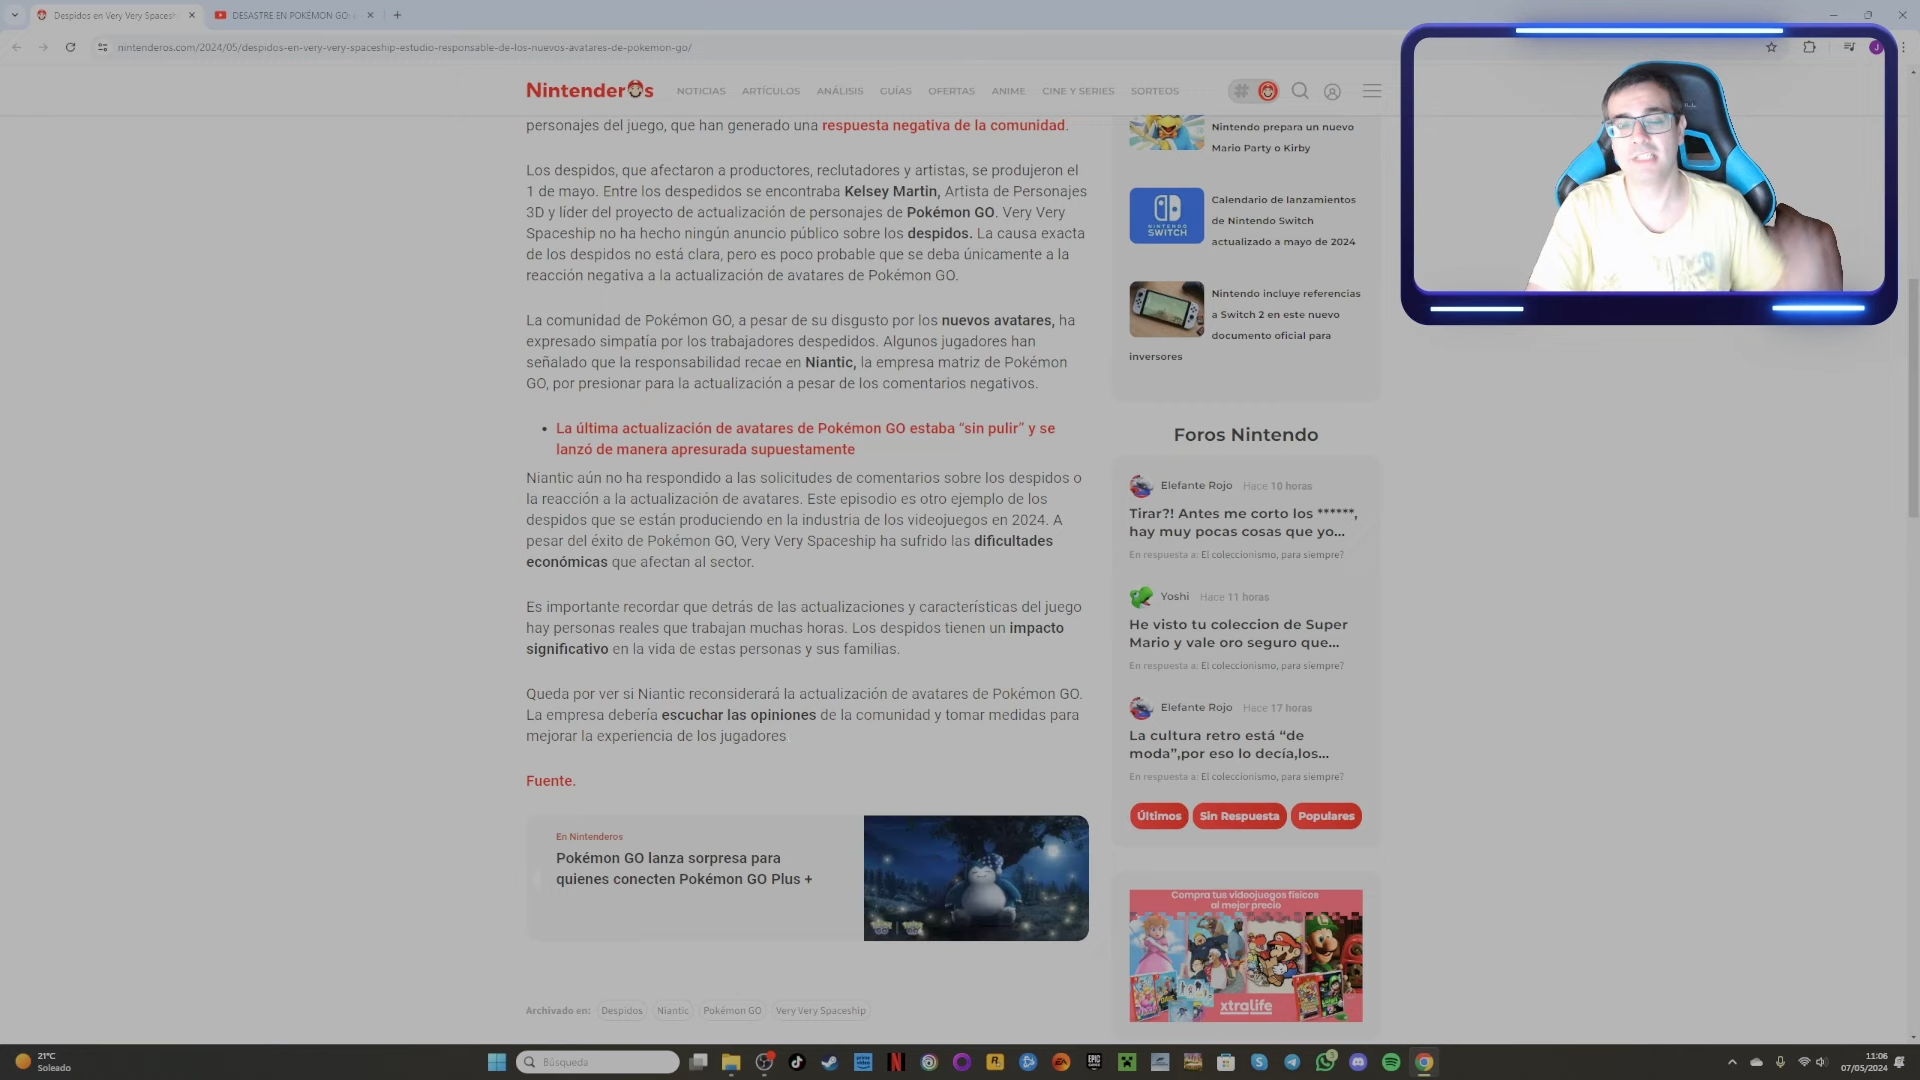 Despidos en Very Very Spacesh
DESASTRE EN POKÉMON GO:
nintenderos.com/2024/05/despidos-en-very-very-spaceship-estudio-responsable-de-los-nuevos-avatares-de-pokemon-go/
Nintenderos
NOTICIAS ARTÍCULOS ANÁLISIS GUÍAS OFERTAS ANIME CINE Y SERIES SORTEOS
personajes del juego, que han generado una respuesta negativa de la comunidad.
Los despidos, que afectaron a productores, reclutadores y artistas, se produjeron el
1 de mayo. Entre los despedidos se encontraba Kelsey Martin, Artista de Personajes
3D y líder del proyecto de actualización de personajes de Pokémon GO. Very Very
Spaceship no ha hecho ningún anuncio público sobre los despidos. La causa exacta
de los despidos no está clara, pero es poco probable que se deba únicamente a la
reacción negativa a la actualización de avatares de Pokémon GO.
La comunidad de Pokémon GO, a pesar de su disgusto por los nuevos avatares, ha
expresado simpatía por los trabajadores despedidos. Algunos jugadores han
señalado que la responsabilidad recae en Niantic, la empresa matriz de Pokémon
GO, por presionar para la actualización a pesar de los comentarios negativos.
• La última actualización de avatares de Pokémon GO estaba “sin pulir” y se
lanzó de manera apresurada supuestamente
Niantic aún no ha respondido a las solicitudes de comentarios sobre los despidos o
la reacción a la actualización de avatares. Este episodio es otro ejemplo de los
despidos que se están produciendo en la industria de los videojuegos en 2024. A
pesar del éxito de Pokémon GO, Very Very Spaceship ha sufrido las dificultades
económicas que afectan al sector.
Es importante recordar que detrás de las actualizaciones y características del juego
hay personas reales que trabajan muchas horas. Los despidos tienen un impacto
significativo en la vida de estas personas y sus familias.
Queda por ver si Niantic reconsiderará la actualización de avatares de Pokémon GO.
La empresa debería escuchar las opiniones de la comunidad y tomar medidas para
mejorar la experiencia de los jugadores
Fuente.
En Nintenderos
Pokémon GO lanza sorpresa para
quienes conecten Pokémon GO Plus +
Archivado en: Despidos Niantic Pokémon GO Very Very Spaceship
Nintendo prepara un nuevo
Mario Party o Kirby
NINTENDO
SWITCH
Calendario de lanzamientos
de Nintendo Switch
actualizado a mayo de 2024
Nintendo incluye referencias
a Switch 2 en este nuevo
documento oficial para
inversores
Foros Nintendo
Elefante Rojo Hace 10 horas
Tirar?! Antes me corto los ******,
hay muy pocas cosas que yo...
En respuesta a: El coleccionismo, para siempre?
Yoshi Hace 11 horas
He visto tu coleccion de Super
Mario y vale oro seguro que...
En respuesta a: El coleccionismo, para siempre?
Elefante Rojo Hace 17 horas
La cultura retro está “de
moda”,por eso lo decía,los...
En respuesta a: El coleccionismo, para siempre?
Últimos Sin Respuesta Populares
Compra tus videojuegos físicos
al mejor precio
xtralife
21°C
Soleado
Búsqueda
11:06
07/05/2024